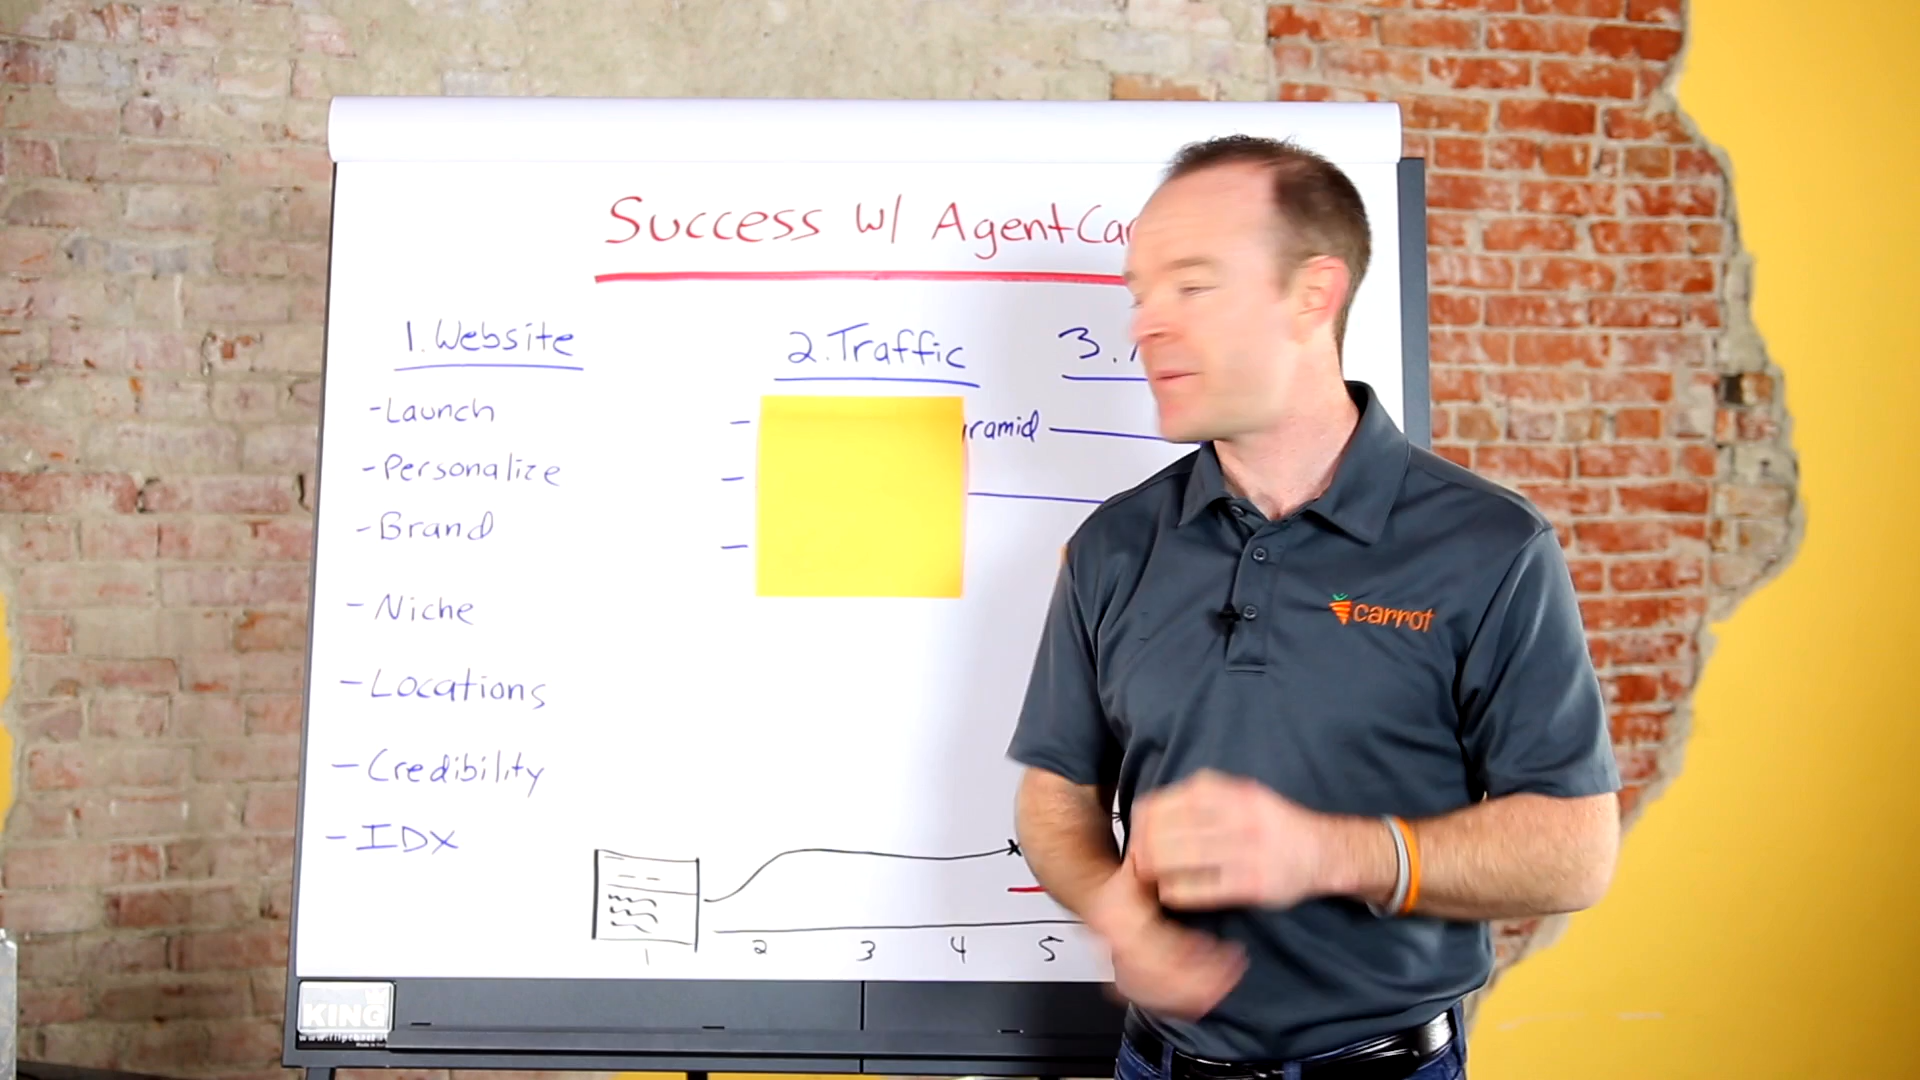 Success w/ AgentCar
1. Website
2. Traffic
3.
- Launch
- Personalize
- Brand
- Niche
- Locations
- Credibility
- IDX
-
ramid
-
-
1 2 3 4 5
carrot
KING